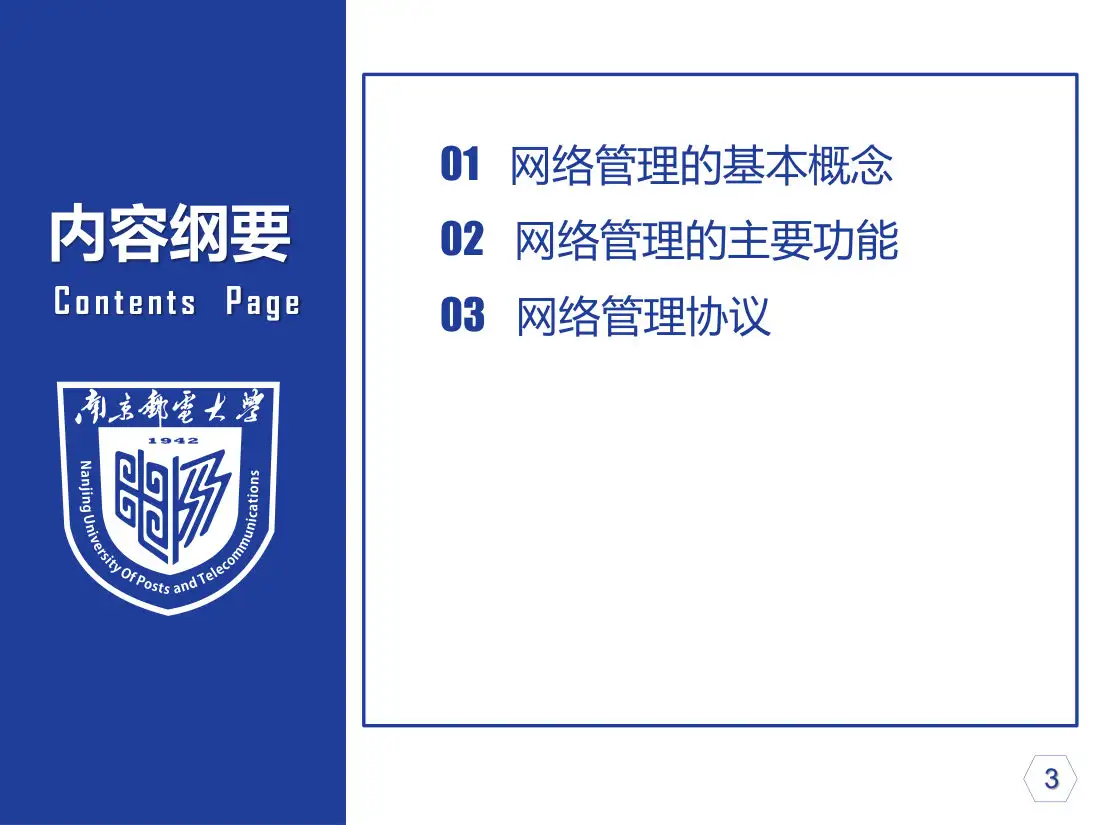 内容纲要
Contents Page
南京郵電大學
1942
Nanjing University Of Posts and Telecommunications
01 网络管理的基本概念
02 网络管理的主要功能
03 网络管理协议
3